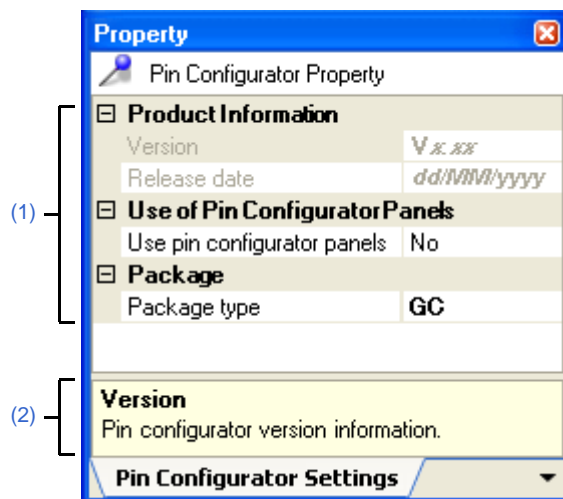 Property
Pin Configurator Property
Product Information
Version V x.xx
Release date dd/MM/yyyy
(1)
Use of Pin Configurator Panels
Use pin configurator panels No
Package
Package type GC
(2)
Version
Pin configurator version information.
Pin Configurator Settings